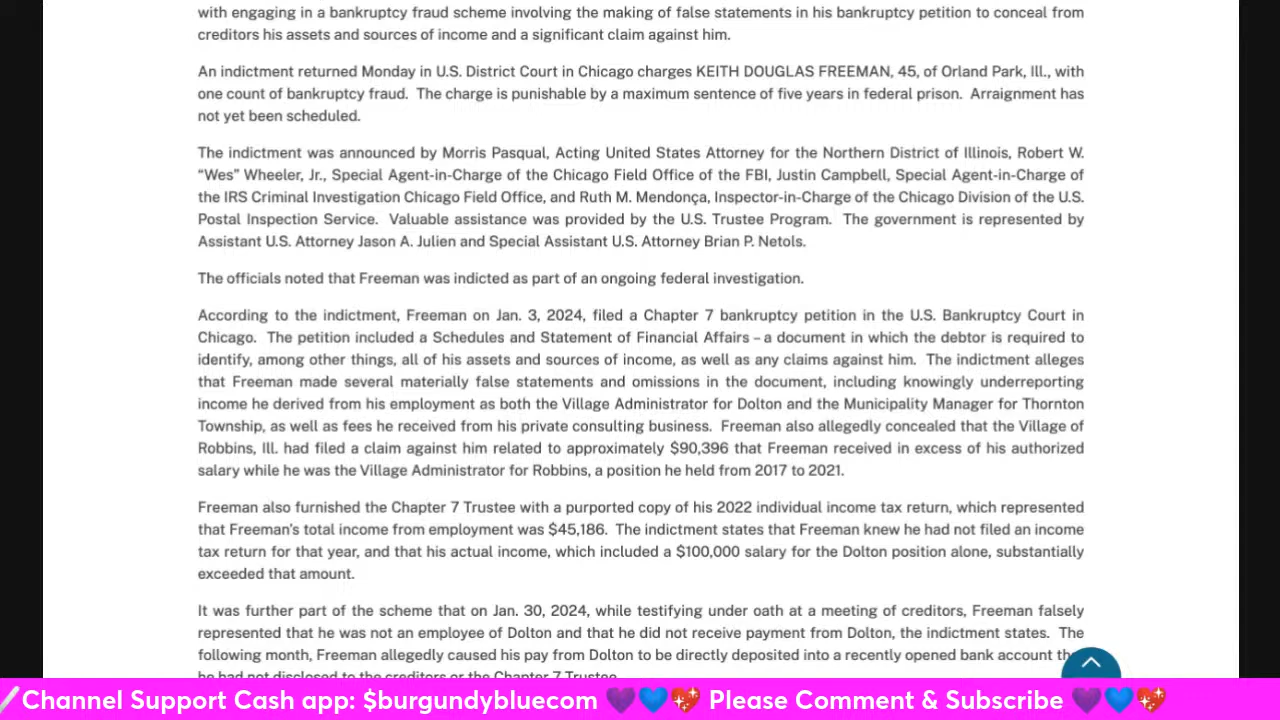 with engaging in a bankruptcy fraud scheme involving the making of false statements in his bankruptcy petition to conceal from
creditors his assets and sources of income and a significant claim against him.
An indictment returned Monday in U.S. District Court in Chicago charges KEITH DOUGLAS FREEMAN, 45, of Orland Park, Ill., with
one count of bankruptcy fraud.  The charge is punishable by a maximum sentence of five years in federal prison.  Arraignment has
not yet been scheduled.
The indictment was announced by Morris Pasqual, Acting United States Attorney for the Northern District of Illinois, Robert W.
“Wes” Wheeler, Jr., Special Agent-in-Charge of the Chicago Field Office of the FBI, Justin Campbell, Special Agent-in-Charge of
the IRS Criminal Investigation Chicago Field Office, and Ruth M. Mendonça, Inspector-in-Charge of the Chicago Division of the U.S.
Postal Inspection Service.  Valuable assistance was provided by the U.S. Trustee Program.  The government is represented by
Assistant U.S. Attorney Jason A. Julien and Special Assistant U.S. Attorney Brian P. Netols.
The officials noted that Freeman was indicted as part of an ongoing federal investigation.
According to the indictment, Freeman on Jan. 3, 2024, filed a Chapter 7 bankruptcy petition in the U.S. Bankruptcy Court in
Chicago.  The petition included a Schedules and Statement of Financial Affairs – a document in which the debtor is required to
identify, among other things, all of his assets and sources of income, as well as any claims against him.  The indictment alleges
that Freeman made several materially false statements and omissions in the document, including knowingly underreporting
income he derived from his employment as both the Village Administrator for Dolton and the Municipality Manager for Thornton
Township, as well as fees he received from his private consulting business.  Freeman also allegedly concealed that the Village of
Robbins, Ill. had filed a claim against him related to approximately $90,396 that Freeman received in excess of his authorized
salary while he was the Village Administrator for Robbins, a position he held from 2017 to 2021.
Freeman also furnished the Chapter 7 Trustee with a purported copy of his 2022 individual income tax return, which represented
that Freeman’s total income from employment was $45,186.  The indictment states that Freeman knew he had not filed an income
tax return for that year, and that his actual income, which included a $100,000 salary for the Dolton position alone, substantially
exceeded that amount.
It was further part of the scheme that on Jan. 30, 2024, while testifying under oath at a meeting of creditors, Freeman falsely
represented that he was not an employee of Dolton and that he did not receive payment from Dolton, the indictment states.  The
following month, Freeman allegedly caused his pay from Dolton to be directly deposited into a recently opened bank account
he had not disclosed to the creditors or the Chapter 7 Trustee.
Channel Support Cash app: $burgundybluecom 💜💙💖 Please Comment & Subscribe 💜💙💖